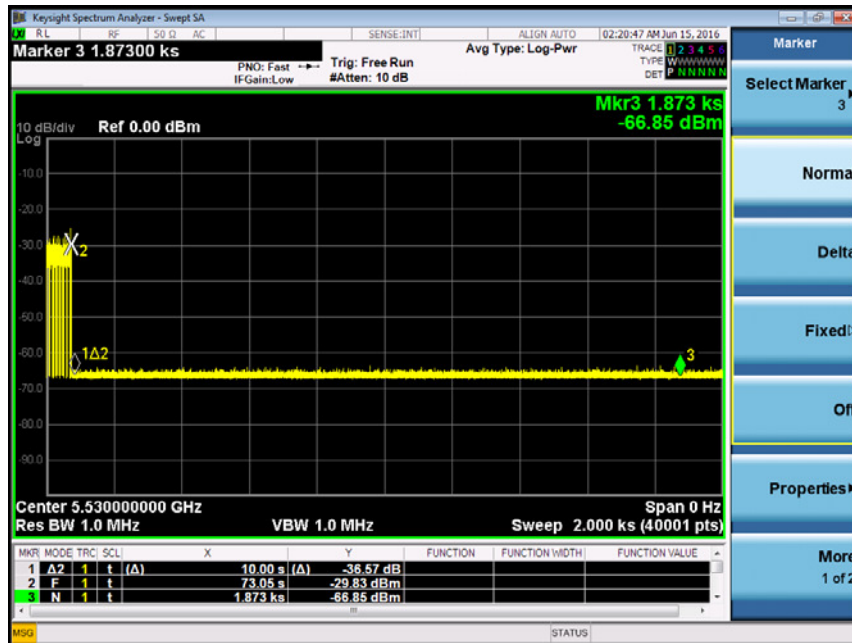 Keysight Spectrum Analyzer - Swept SA
LXI RL RF 50 Ω AC SENSE:INT ALIGN AUTO 02:20:47 AM Jun 15, 2016
Marker 3 1.87300 ks
PNO: Fast
IFGain:Low
Trig: Free Run
#Atten: 10 dB
Avg Type: Log-Pwr
TRACE 1 2 3 4 5 6
TYPE WWWWWW
DET P N N N N N
Mkr3 1.873 ks
-66.85 dBm
10 dB/div Ref 0.00 dBm
Log
-10.0
-20.0
-30.0
-40.0
-50.0
-60.0
-70.0
-80.0
-90.0
2
1Δ2
3
Center 5.530000000 GHz Span 0 Hz
Res BW 1.0 MHz VBW 1.0 MHz Sweep 2.000 ks (40001 pts)
MKR MODE TRC SCL X Y FUNCTION FUNCTION WIDTH FUNCTION VALUE
1 Δ2 1 t (Δ) 10.00 s (Δ) -36.57 dB
2 F 1 t 73.05 s -29.83 dBm
3 N 1 t 1.873 ks -66.85 dBm
MSG STATUS
Marker
Select Marker
3
Norma
Delta
Fixed
Of
Properties
More
1 of 2